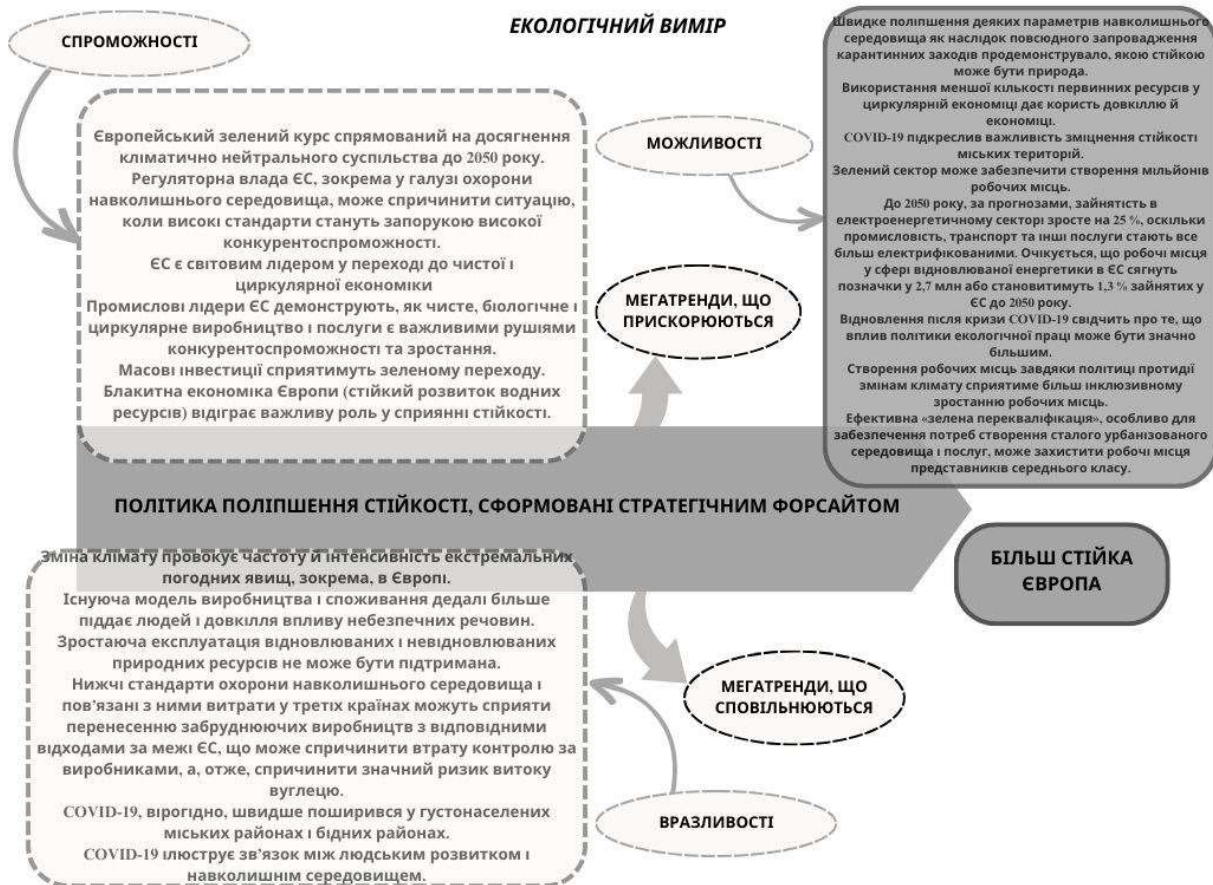 ЕКОЛОГІЧНИЙ ВИМІР
СПРОМОЖНОСТІ
Європейський зелений курс спрямований на досягнення
кліматично нейтрального суспільства до 2050 року.
Регуляторна влада ЄС, зокрема у галузі охорони
навколишнього середовища, може спричинити ситуацію,
коли високі стандарти стануть запорукою високої
конкурентоспроможності.
ЄС є світовим лідером у переході до чистої і
циркулярної економіки
Промислові лідери ЄС демонструють, як чисте, біологічне і
циркулярне виробництво і послуги є важливими рушіями
конкурентоспроможності та зростання.
Масові інвестиції сприятимуть зеленому переходу.
Блакитна економіка Європи (стійкий розвиток водних
ресурсів) відіграє важливу роль у сприянні стійкості.
МОЖЛИВОСТІ
Швидке поліпшення деяких параметрів навколишнього
середовища як наслідок повсюдного запровадження
карантинних заходів продемонструвало, якою стійкою
може бути природа.
Використання меншої кількості первинних ресурсів у
циркулярній економіці дає користь довкіллю й
економіці.
COVID-19 підкреслив важливість зміцнення стійкості
міських територій.
Зелений сектор може забезпечити створення мільйонів
робочих місць.
До 2050 року, за прогнозами, зайнятість в
електроенергетичному секторі зросте на 25 %, оскільки
промисловість, транспорт та інші послуги стають все
більш електрифікованими. Очікується, що робочі місця
у сфері відновлюваної енергетики в ЄС сягнуть
позначки у 2,7 млн або становитимуть 1,3 % зайнятих у
ЄС до 2050 року.
Відновлення після кризи COVID-19 свідчить про те, що
вплив політики екологічної праці може бути значно
більшим.
Створення робочих місць завдяки політиці протидії
змінам клімату сприятиме більш інклюзивному
зростанню робочих місць.
Ефективна «зелена перекваліфікація», особливо для
забезпечення потреб створення сталого урбанізованого
середовища і послуг, може захистити робочі місця
представників середнього класу.
МЕГАТРЕНДИ, ЩО
ПРИСКОРЮЮТЬСЯ
ПОЛІТИКА ПОЛІПШЕННЯ СТІЙКОСТІ, СФОРМОВАНІ СТРАТЕГІЧНИМ ФОРСАЙТОМ
БІЛЬШ СТІЙКА
ЄВРОПА
Зміна клімату провокує частоту й інтенсивність екстремальних
погодних явищ, зокрема, в Європі.
Існуюча модель виробництва і споживання дедалі більше
піддає людей і довкілля впливу небезпечних речовин.
Зростаюча експлуатація відновлюваних і невідновлюваних
природних ресурсів не може бути підтримана.
Нижчі стандарти охорони навколишнього середовища і
пов’язані з ними витрати у третіх країнах можуть сприяти
перенесенню забруднюючих виробництв з відповідними
відходами за межі ЄС, що може спричинити втрату контролю за
виробниками, а, отже, спричинити значний ризик витоку
вуглецю.
COVID-19, вірогідно, швидше поширився у густонаселених
міських районах і бідних районах.
COVID-19 ілюструє зв’язок між людським розвитком і
навколишнім середовищем.
МЕГАТРЕНДИ, ЩО
СПОВІЛЬНЮЮТЬСЯ
ВРАЗЛИВОСТІ